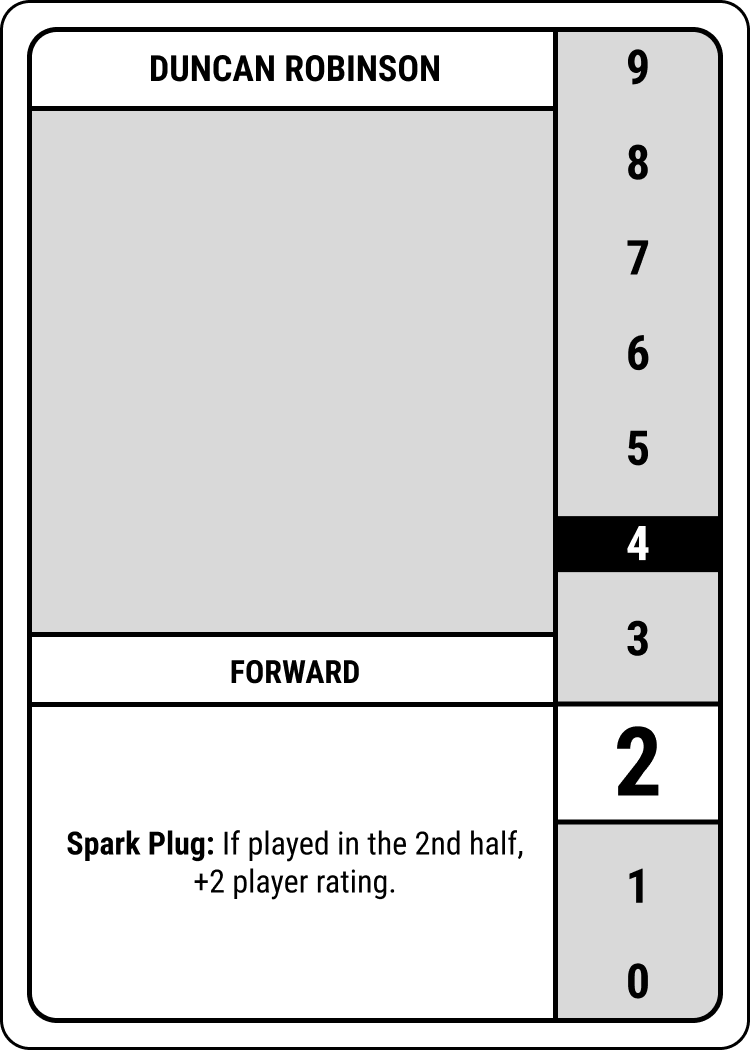 DUNCAN ROBINSON
FORWARD
Spark Plug: If played in the 2nd half,
+2 player rating.
9
8
7
6
5
4
3
2
1
0